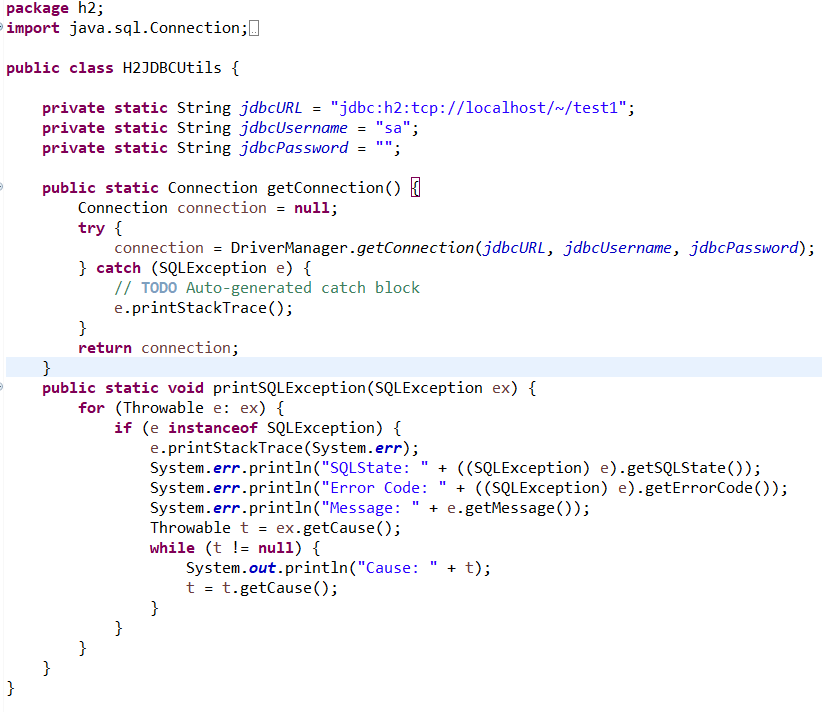 package h2;
import java.sql.Connection;

public class H2JDBCUtils {

    private static String jdbcURL = "jdbc:h2:tcp://localhost/~/test1";
    private static String jdbcUsername = "sa";
    private static String jdbcPassword = "";

    public static Connection getConnection() {
        Connection connection = null;
        try {
            connection = DriverManager.getConnection(jdbcURL, jdbcUsername, jdbcPassword);
        } catch (SQLException e) {
            // TODO Auto-generated catch block
            e.printStackTrace();
        }
        return connection;
    }
    public static void printSQLException(SQLException ex) {
        for (Throwable e: ex) {
            if (e instanceof SQLException) {
                e.printStackTrace(System.err);
                System.err.println("SQLState: " + ((SQLException) e).getSQLState());
                System.err.println("Error Code: " + ((SQLException) e).getErrorCode());
                System.err.println("Message: " + e.getMessage());
                Throwable t = ex.getCause();
                while (t != null) {
                    System.out.println("Cause: " + t);
                    t = t.getCause();
                }
            }
        }
    }
}